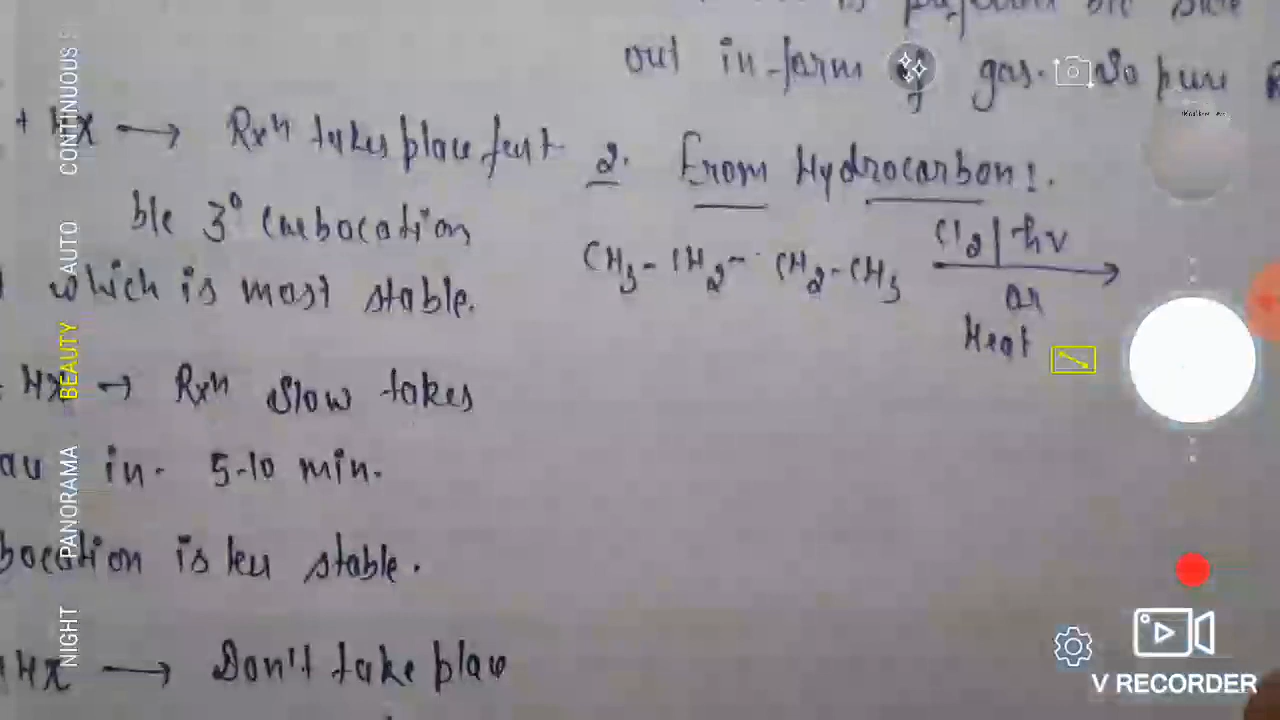 out in-farm of gas. So pure R
+ HX → Rxⁿ takes place fast
ble 3° Carbocation
which is most stable.
HX → Rxⁿ Slow takes
in. 5-10 min.
bocation is less stable.
HX → Don't take place
2. From Hydrocarbon!.
CH3-CH2-CH2-CH3 Cl2|hv →
or
Heat
CONTINUOUS S
AUTO
BEAUTY
PANORAMA
NIGHT
V RECORDER